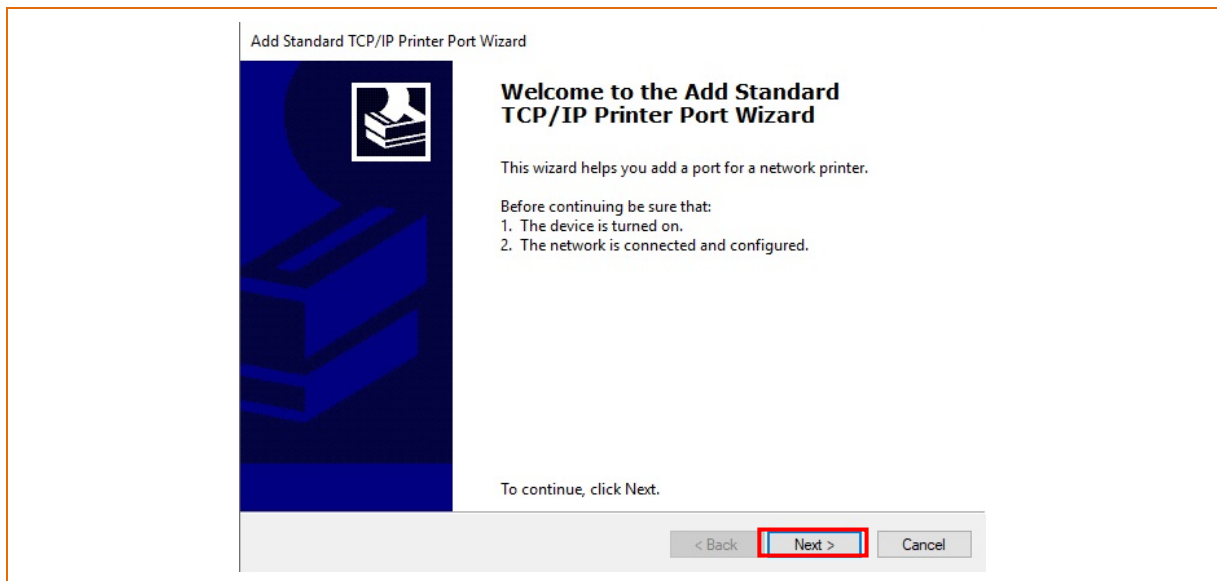 Add Standard TCP/IP Printer Port Wizard
Welcome to the Add Standard
TCP/IP Printer Port Wizard
This wizard helps you add a port for a network printer.
Before continuing be sure that:
1. The device is turned on.
2. The network is connected and configured.
To continue, click Next.
< Back Next > Cancel